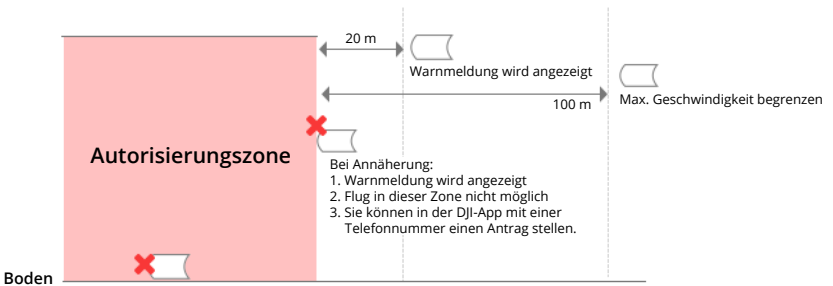 20 m
Warnmeldung wird angezeigt
100 m
Max. Geschwindigkeit begrenzen
Autorisierungszone
Bei Annäherung:
1. Warnmeldung wird angezeigt
2. Flug in dieser Zone nicht möglich
3. Sie können in der DJI-App mit einer
Telefonnummer einen Antrag stellen.
Boden